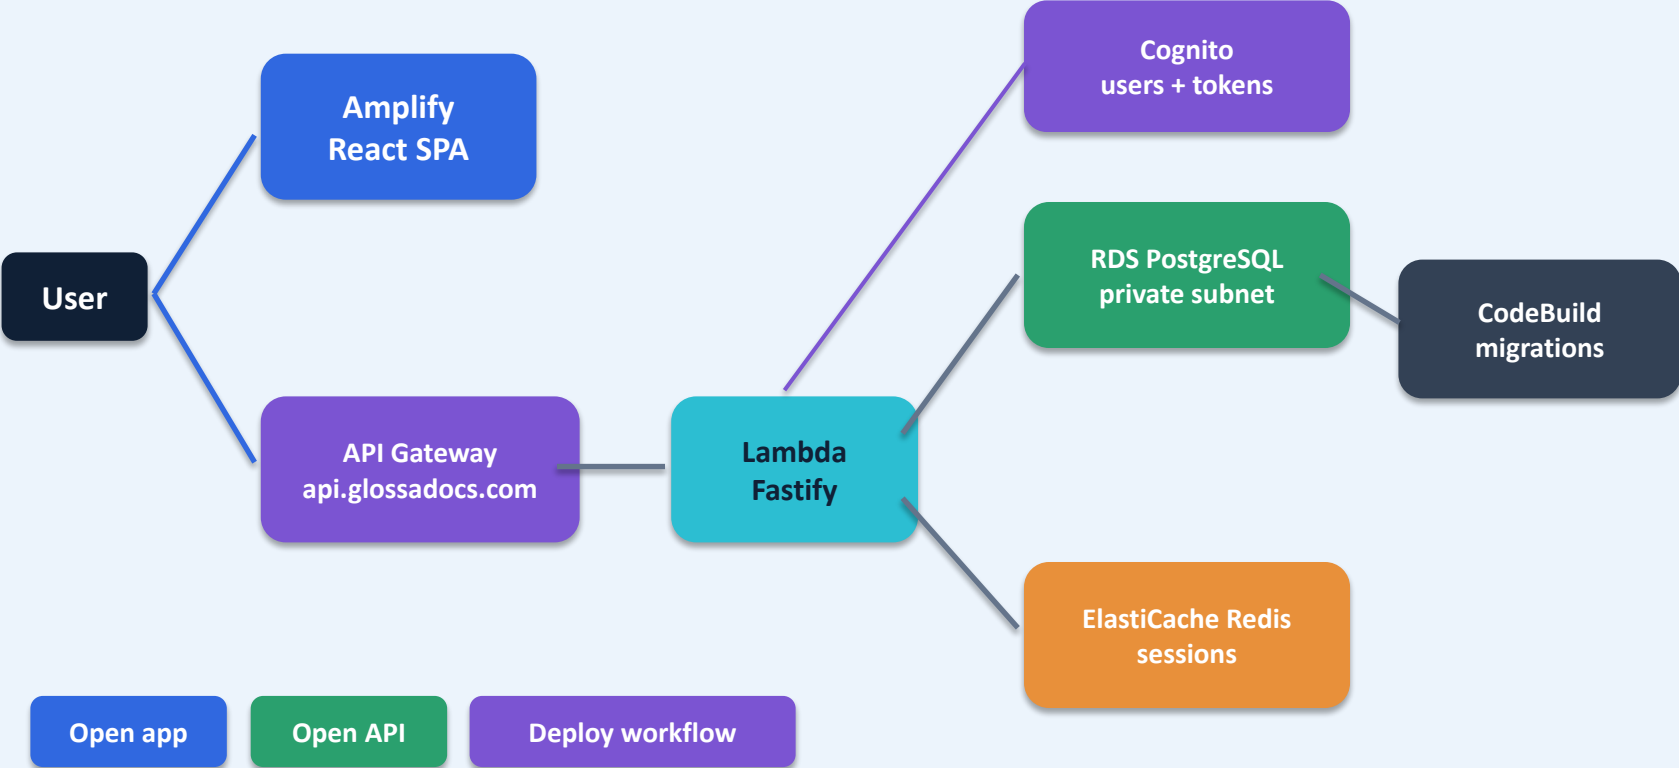 Cognito
users + tokens
Amplify
React SPA
RDS PostgreSQL
private subnet
User
CodeBuild
migrations
API Gateway
api.glossadocs.com
Lambda
Fastify
ElastiCache Redis
sessions
Open app
Open API
Deploy workflow